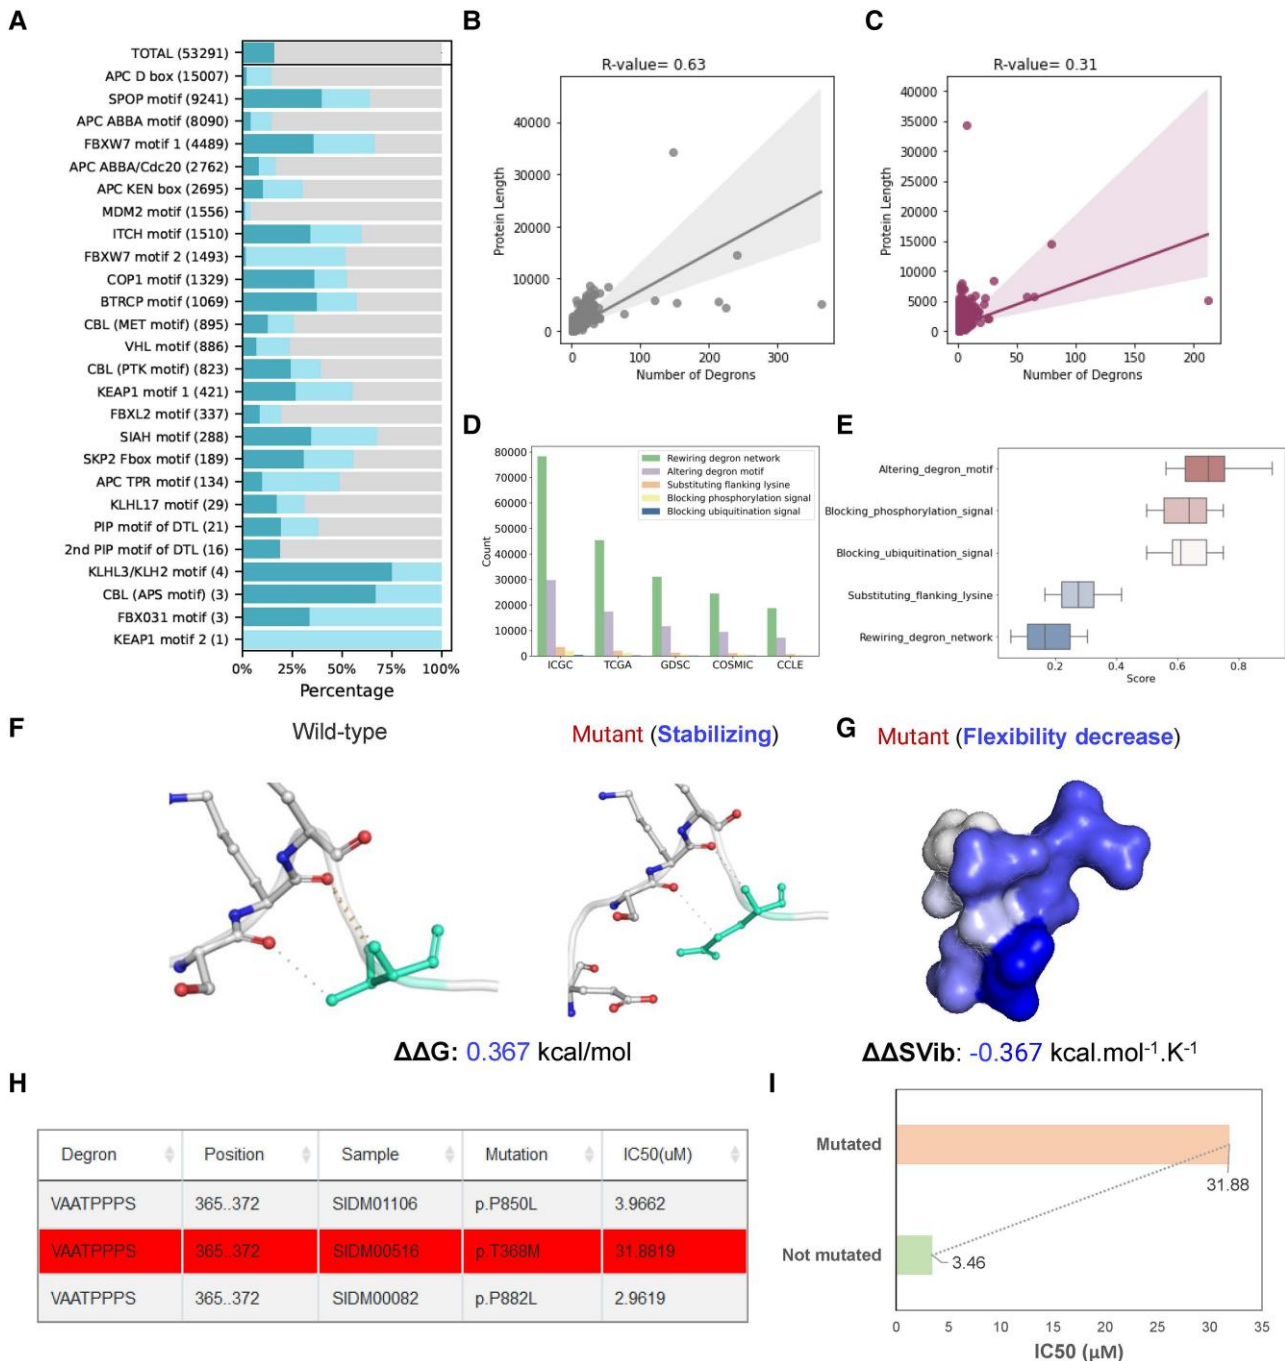 A
TOTAL (53291)
APC D box (15007)
SPOP motif (9241)
APC ABBA motif (8090)
FBXW7 motif 1 (4489)
APC ABBA/Cdc20 (2762)
APC KEN box (2695)
MDM2 motif (1556)
ITCH motif (1510)
FBXW7 motif 2 (1493)
COP1 motif (1329)
BTRCP motif (1069)
CBL (MET motif) (895)
VHL motif (886)
CBL (PTK motif) (823)
KEAP1 motif 1 (421)
FBXL2 motif (337)
SIAH motif (288)
SKP2 Fbox motif (189)
APC TPR motif (134)
KLHL17 motif (29)
PIP motif of DTL (21)
2nd PIP motif of DTL (16)
KLHL3/KLH2 motif (4)
CBL (APS motif) (3)
FBX031 motif (3)
KEAP1 motif 2 (1)
0% 25% 50% 75% 100%
Percentage
B
R-value= 0.63
Protein Length
40000
30000
20000
10000
0
0 100 200 300
Number of Degrons
C
R-value= 0.31
Protein Length
40000
35000
30000
25000
20000
15000
10000
5000
0
0 50 100 150 200
Number of Degrons
D
Count
80000
70000
60000
50000
40000
30000
20000
10000
0
Rewiring degron network
Altering degron motif
Substituting flanking lysine
Blocking phosphorylation signal
Blocking ubiquitination signal
ICGC TCGA GDSC COSMIC CCLE
E
Altering_degron_motif
Blocking_phosphorylation_signal
Blocking_ubiquitination_signal
Substituting_flanking_lysine
Rewiring_degron_network
0.2 0.4 0.6 0.8
Score
F
Wild-type
Mutant (Stabilizing)
ΔΔG: 0.367 kcal/mol
G
Mutant (Flexibility decrease)
ΔΔSVib: -0.367 kcal.mol⁻¹.K⁻¹
H
Degron Position Sample Mutation IC50(uM)
VAATPPPS 365..372 SIDM01106 p.P850L 3.9662
VAATPPPS 365..372 SIDM00516 p.T368M 31.8819
VAATPPPS 365..372 SIDM00082 p.P882L 2.9619
I
Mutated
31.88
Not mutated
3.46
0 5 10 15 20 25 30 35
IC50 (μM)